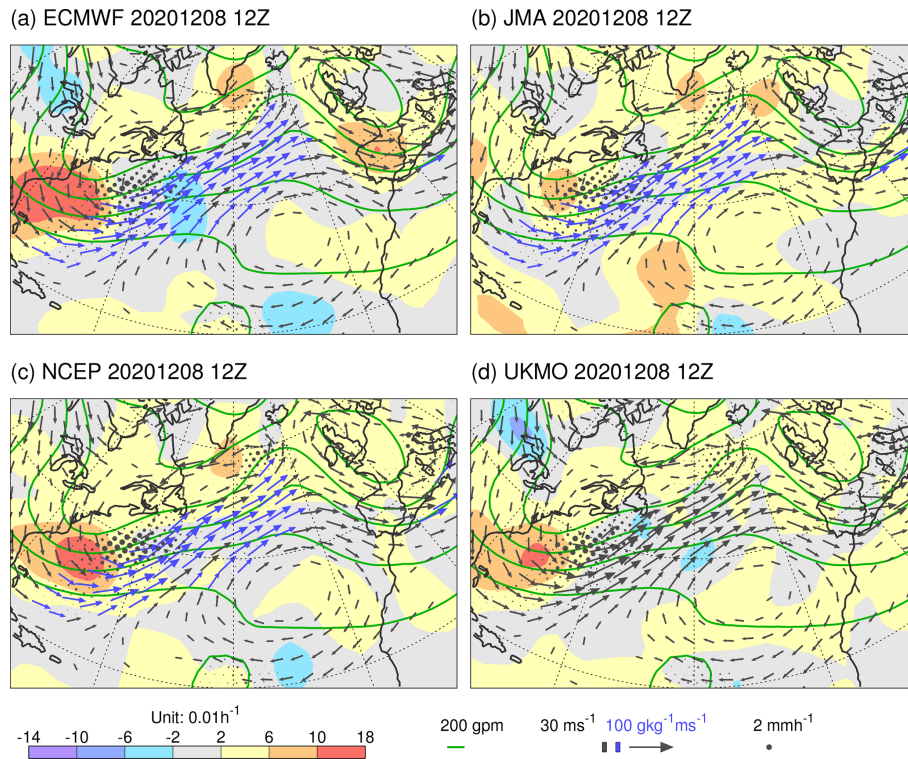 (a) ECMWF 20201208 12Z
(b) JMA 20201208 12Z
(c) NCEP 20201208 12Z
(d) UKMO 20201208 12Z
Unit: 0.01h⁻¹
-14 -10 -6 -2 2 6 10 18
200 gpm
30 ms⁻¹
100 gkg⁻¹ms⁻¹
2 mmh⁻¹